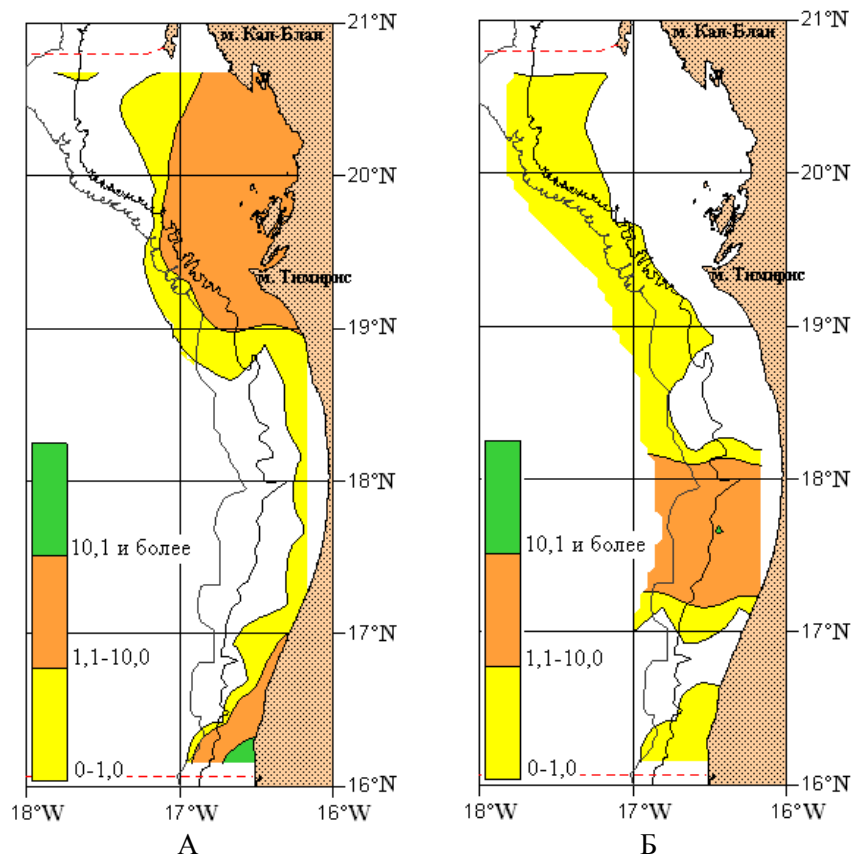 м. Кап-Блан
21°N
20°N
м. Тимирис
19°N
18°N
10,1 и более
17°N
1,1-10,0
0-1,0
16°N
18°W 17°W 16°W
А
м. Кап-Блан
21°N
20°N
м. Тимирис
19°N
18°N
10,1 и более
17°N
1,1-10,0
0-1,0
16°N
18°W 17°W 16°W
Б